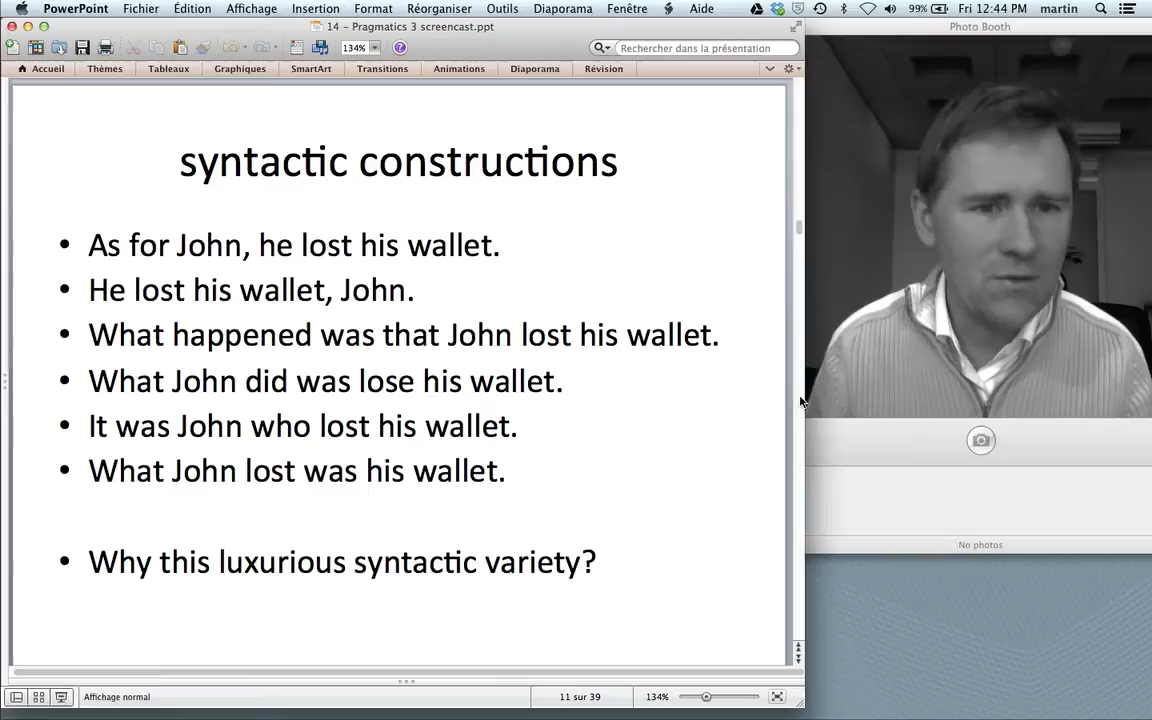 PowerPoint Fichier Édition Affichage Insertion Format Réorganiser Outils Diaporama Fenêtre Aide 99% Fri 12:44 PM martin
14 – Pragmatics 3 screencast.ppt
Photo Booth
134% Rechercher dans la présentation
Accueil Thèmes Tableaux Graphiques SmartArt Transitions Animations Diaporama Révision
syntactic constructions
• As for John, he lost his wallet.
• He lost his wallet, John.
• What happened was that John lost his wallet.
• What John did was lose his wallet.
• It was John who lost his wallet.
• What John lost was his wallet.
• Why this luxurious syntactic variety?
No photos
Affichage normal 11 sur 39 134%